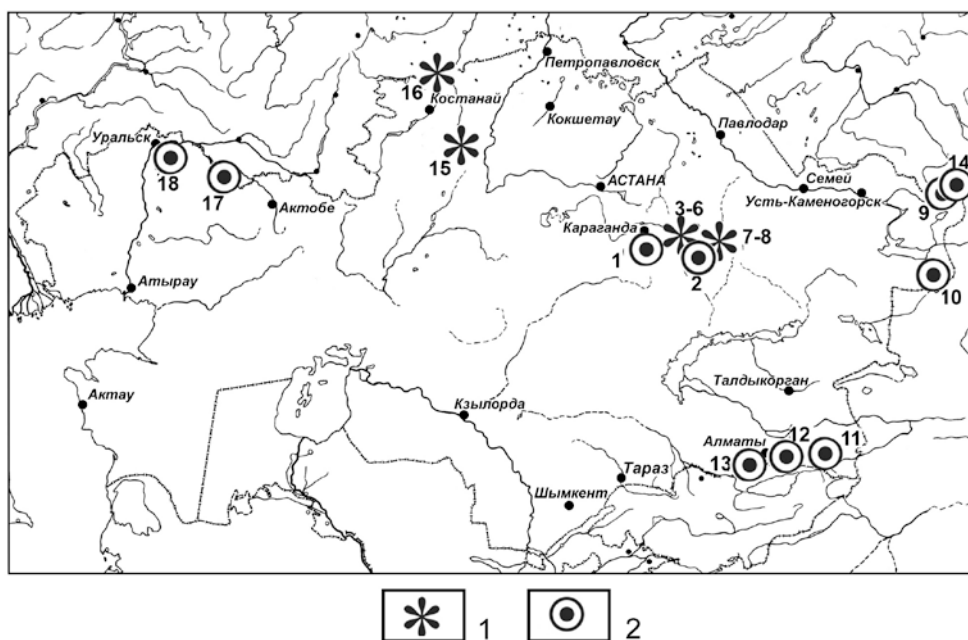 Петропавловск
16
Костанай
Кокшетау
Павлодар
Уральск
15
18
17
Актобе
АСТАНА
Семей
Усть-Каменогорск
14
9
3-6
Караганда
7-8
1
2
10
Атырау
Актау
Талдыкорган
Кзылорда
Алматы
12
11
13
Тараз
Шымкент
1
2